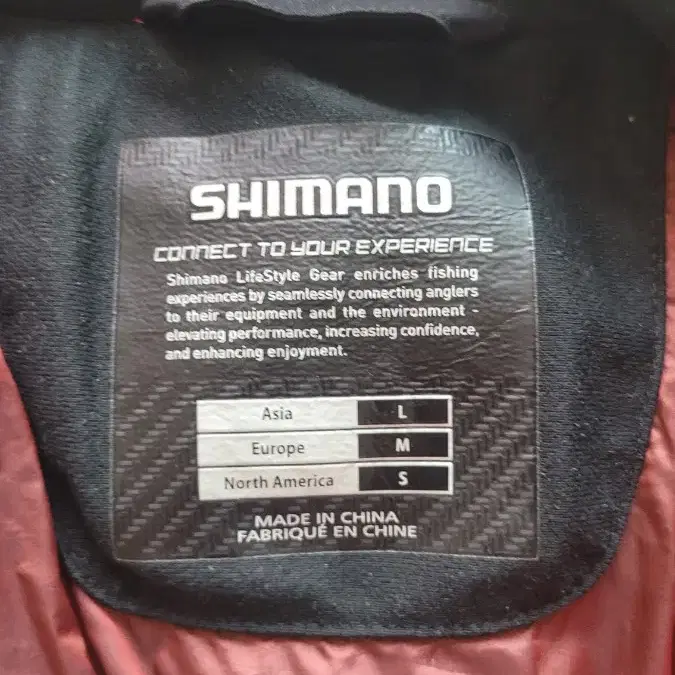 SHIMANO
CONNECT TO YOUR EXPERIENCE
Shimano LifeStyle Gear enriches fishing
experiences by seamlessly connecting anglers
to their equipment and the environment -
elevating performance, increasing confidence,
and enhancing enjoyment.
Asia L
Europe M
North America S
MADE IN CHINA
FABRIQUÉ EN CHINE